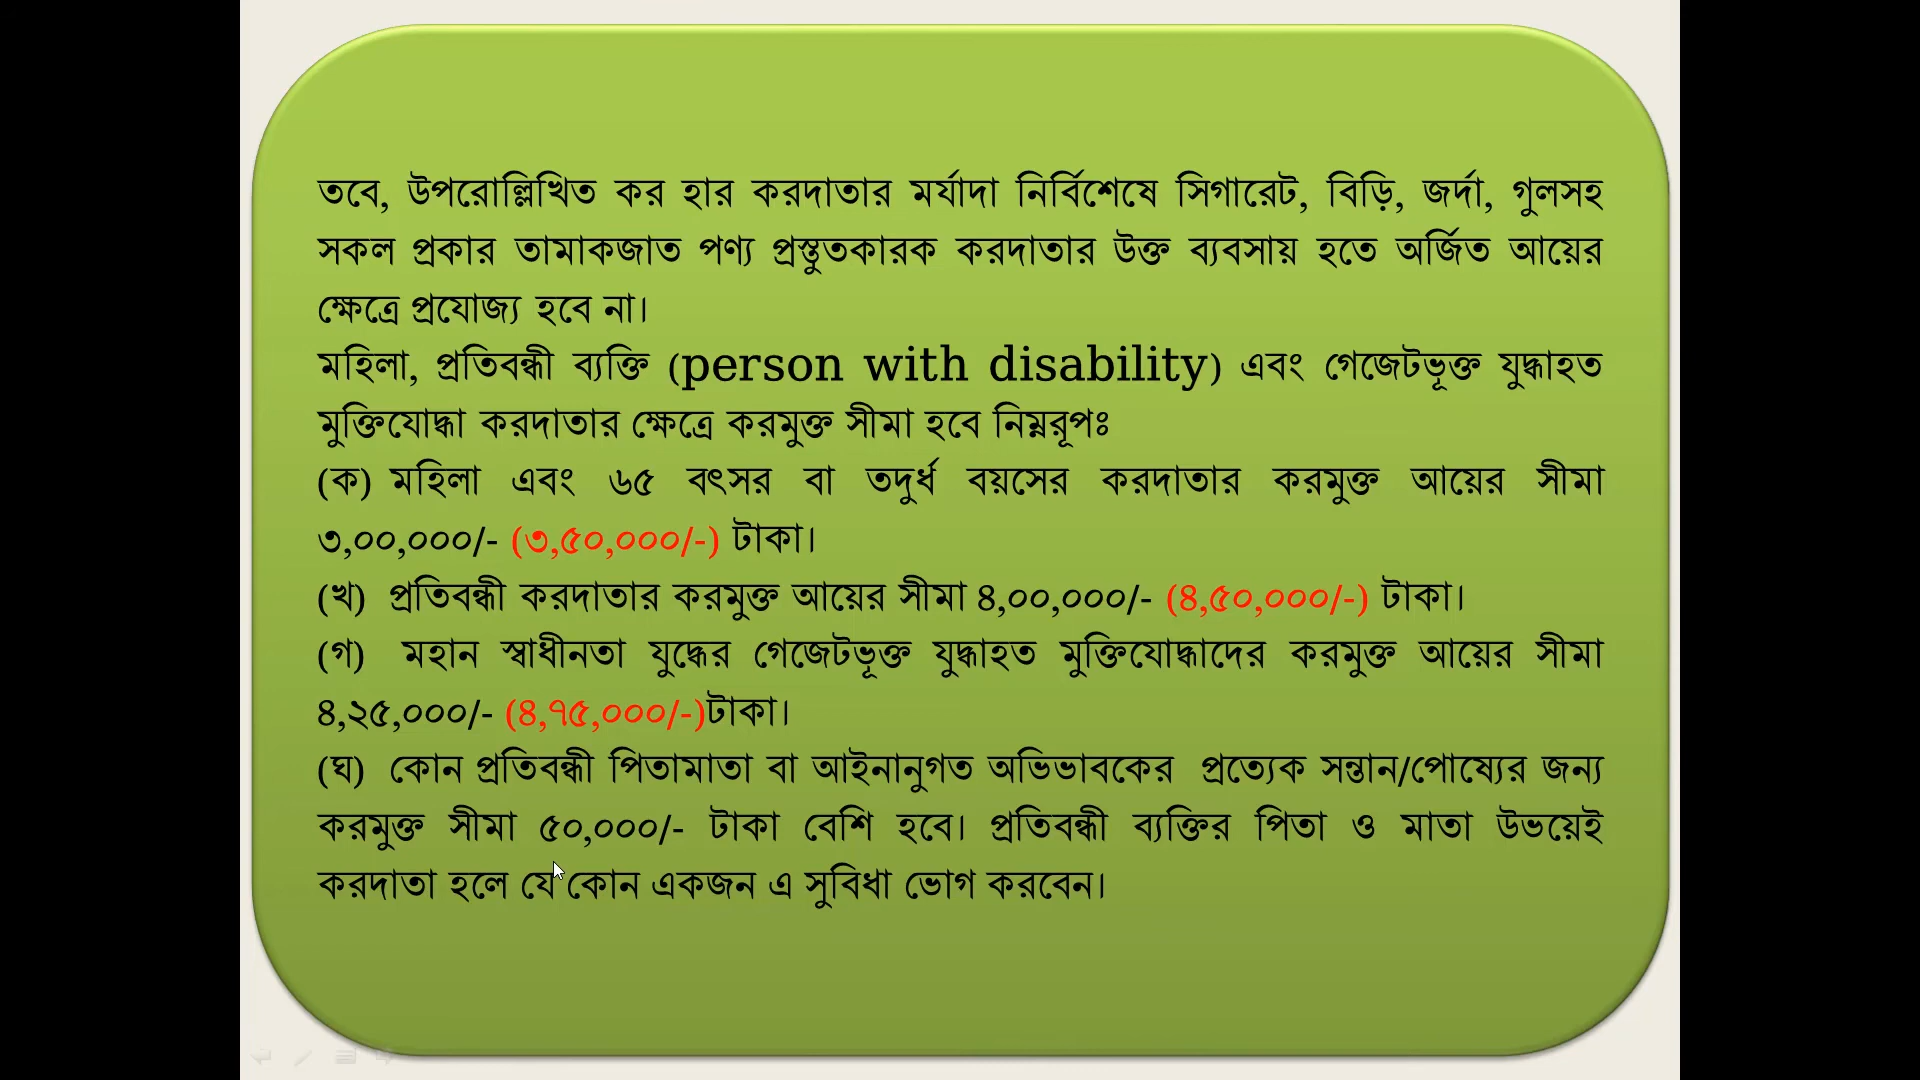 তবে, উপরোল্লিখিত কর হার করদাতার মর্যাদা নির্বিশেষে সিগারেট, বিড়ি, জর্দা, গুলসহ
সকল প্রকার তামাকজাত পণ্য প্রস্তুতকারক করদাতার উক্ত ব্যবসায় হতে অর্জিত আয়ের
ক্ষেত্রে প্রযোজ্য হবে না।
মহিলা, প্রতিবন্ধী ব্যক্তি (person with disability) এবং গেজেটভূক্ত যুদ্ধাহত
মুক্তিযোদ্ধা করদাতার ক্ষেত্রে করমুক্ত সীমা হবে নিম্নরূপঃ
(ক) মহিলা এবং ৬৫ বৎসর বা তদুর্ধ বয়সের করদাতার করমুক্ত আয়ের সীমা
৩,০০,০০০/- (৩,৫০,০০০/-) টাকা।
(খ) প্রতিবন্ধী করদাতার করমুক্ত আয়ের সীমা ৪,০০,০০০/- (৪,৫০,০০০/-) টাকা।
(গ) মহান স্বাধীনতা যুদ্ধের গেজেটভূক্ত যুদ্ধাহত মুক্তিযোদ্ধাদের করমুক্ত আয়ের সীমা
৪,২৫,০০০/- (৪,৭৫,০০০/-)টাকা।
(ঘ) কোন প্রতিবন্ধী পিতামাতা বা আইনানুগত অভিভাবকের প্রত্যেক সন্তান/পোষ্যের জন্য
করমুক্ত সীমা ৫০,০০০/- টাকা বেশি হবে। প্রতিবন্ধী ব্যক্তির পিতা ও মাতা উভয়েই
করদাতা হলে যে কোন একজন এ সুবিধা ভোগ করবেন।